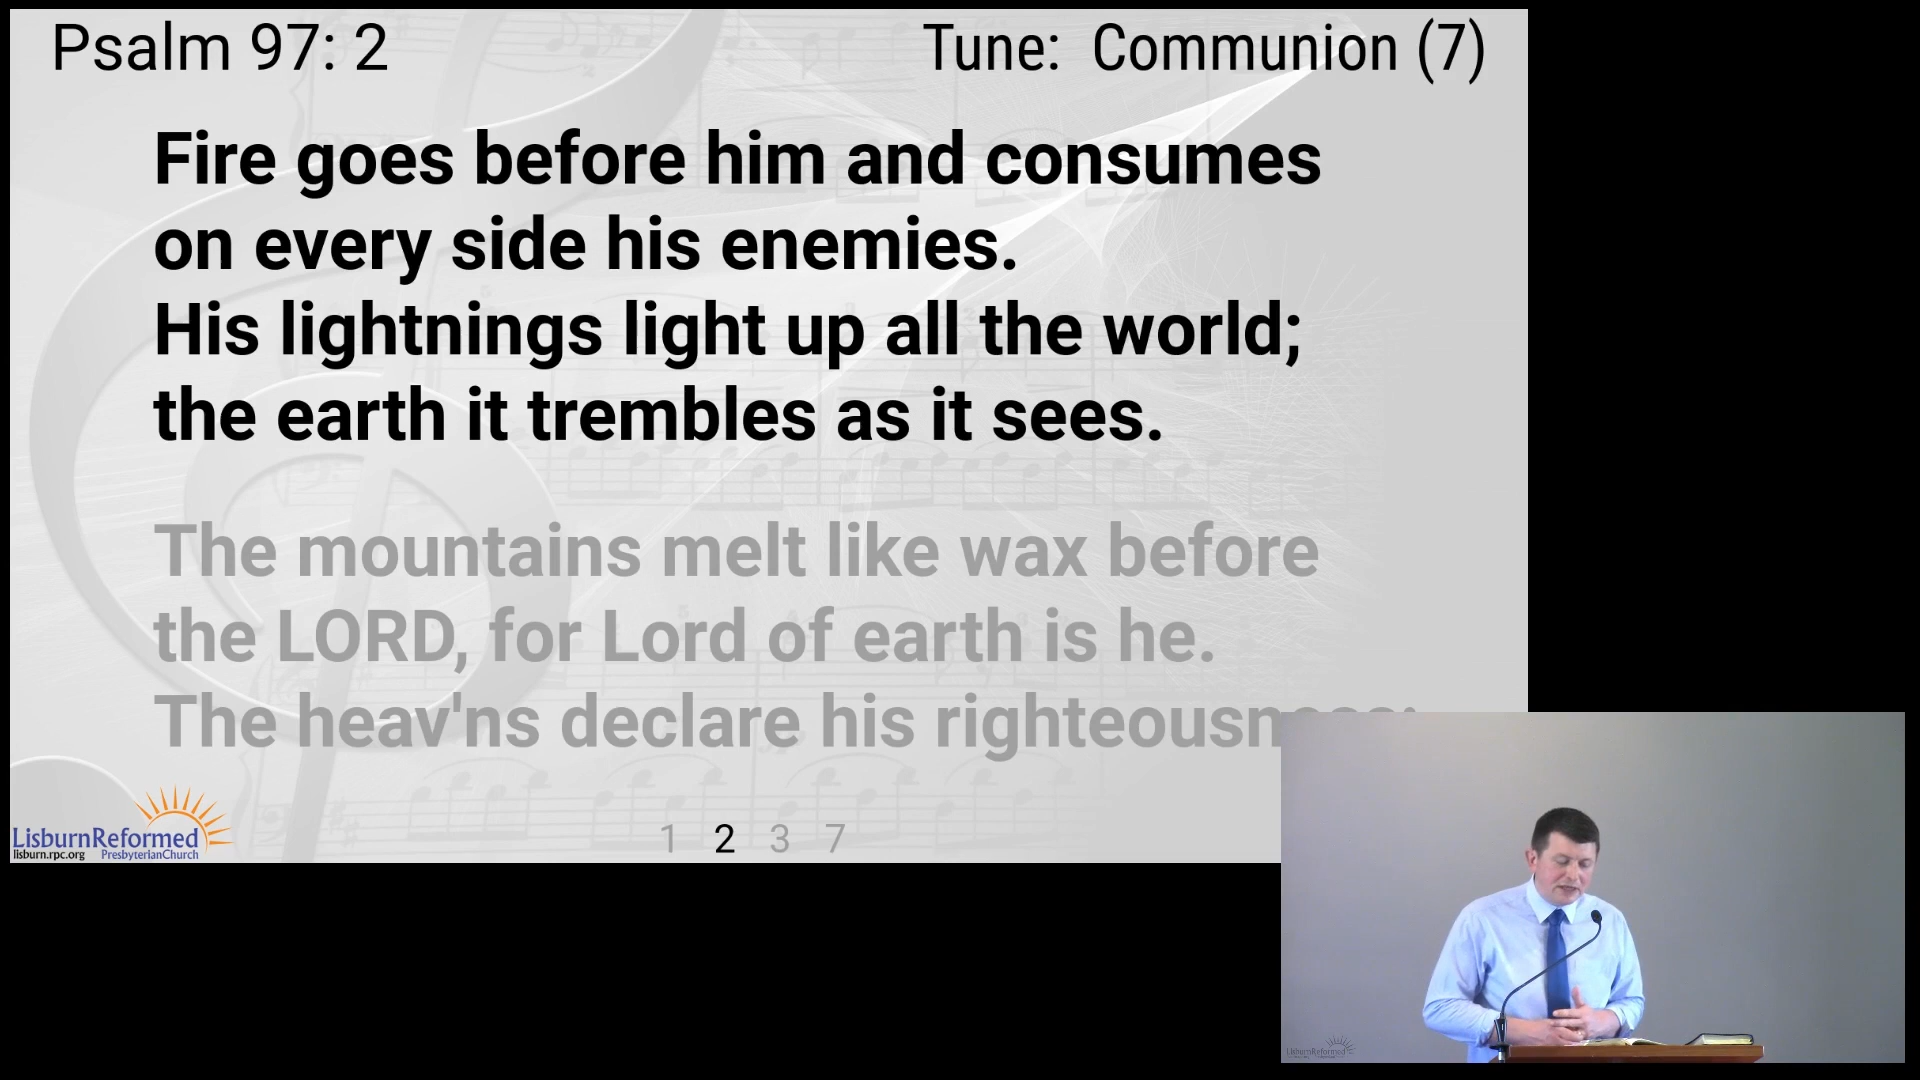 Psalm 97: 2
Tune: Communion (7)
Fire goes before him and consumes
on every side his enemies.
His lightnings light up all the world;
the earth it trembles as it sees.
The mountains melt like wax before
the LORD, for Lord of earth is he.
The heav'ns declare his
1 2 3 7
LisburnReformed
lisburn.rpc.org PresbyterianChurch
LisburnReformed